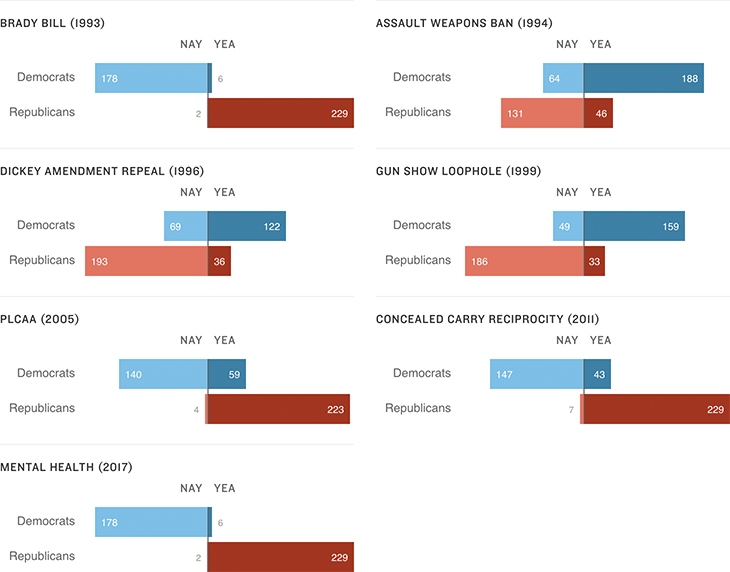 BRADY BILL (1993)
NAY YEA
Democrats 178 6
Republicans 2 229
ASSAULT WEAPONS BAN (1994)
NAY YEA
Democrats 64 188
Republicans 131 46
DICKEY AMENDMENT REPEAL (1996)
NAY YEA
Democrats 69 122
Republicans 193 36
GUN SHOW LOOPHOLE (1999)
NAY YEA
Democrats 49 159
Republicans 186 33
PLCAA (2005)
NAY YEA
Democrats 140 59
Republicans 4 223
CONCEALED CARRY RECIPROCITY (2011)
NAY YEA
Democrats 147 43
Republicans 7 229
MENTAL HEALTH (2017)
NAY YEA
Democrats 178 6
Republicans 2 229